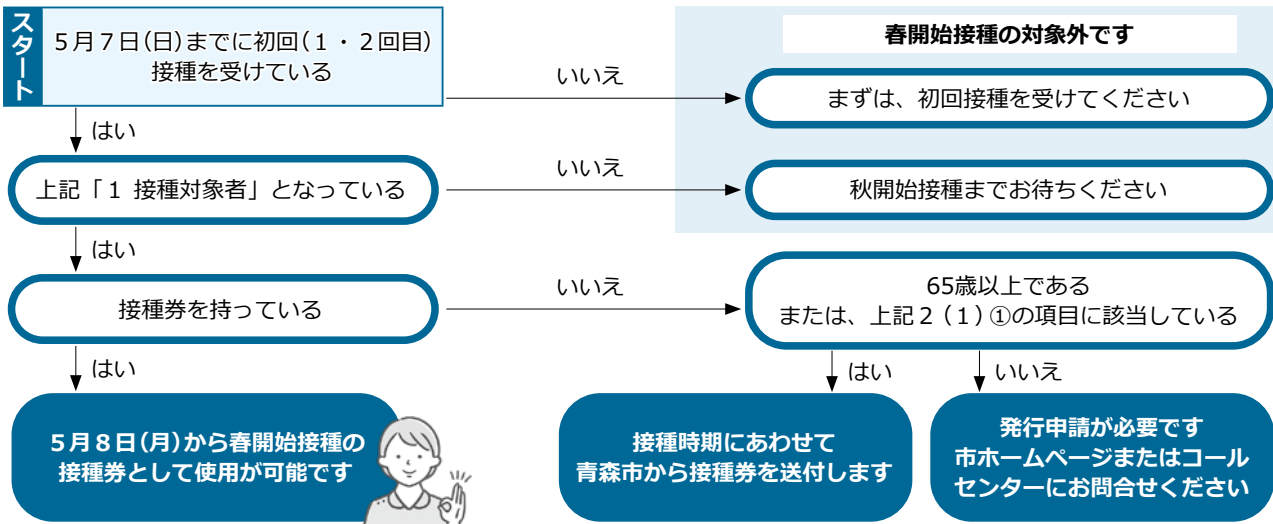 スタート
５月７日(日)までに初回(１・２回目)
接種を受けている
いいえ
春開始接種の対象外です
まずは、初回接種を受けてください
はい
上記「１ 接種対象者」となっている
いいえ
秋開始接種までお待ちください
はい
接種券を持っている
いいえ
65歳以上である
または、上記２（１）①の項目に該当している
はい
はい
いいえ
５月８日(月)から春開始接種の
接種券として使用が可能です
接種時期にあわせて
青森市から接種券を送付します
発行申請が必要です
市ホームページまたはコール
センターにお問合せください